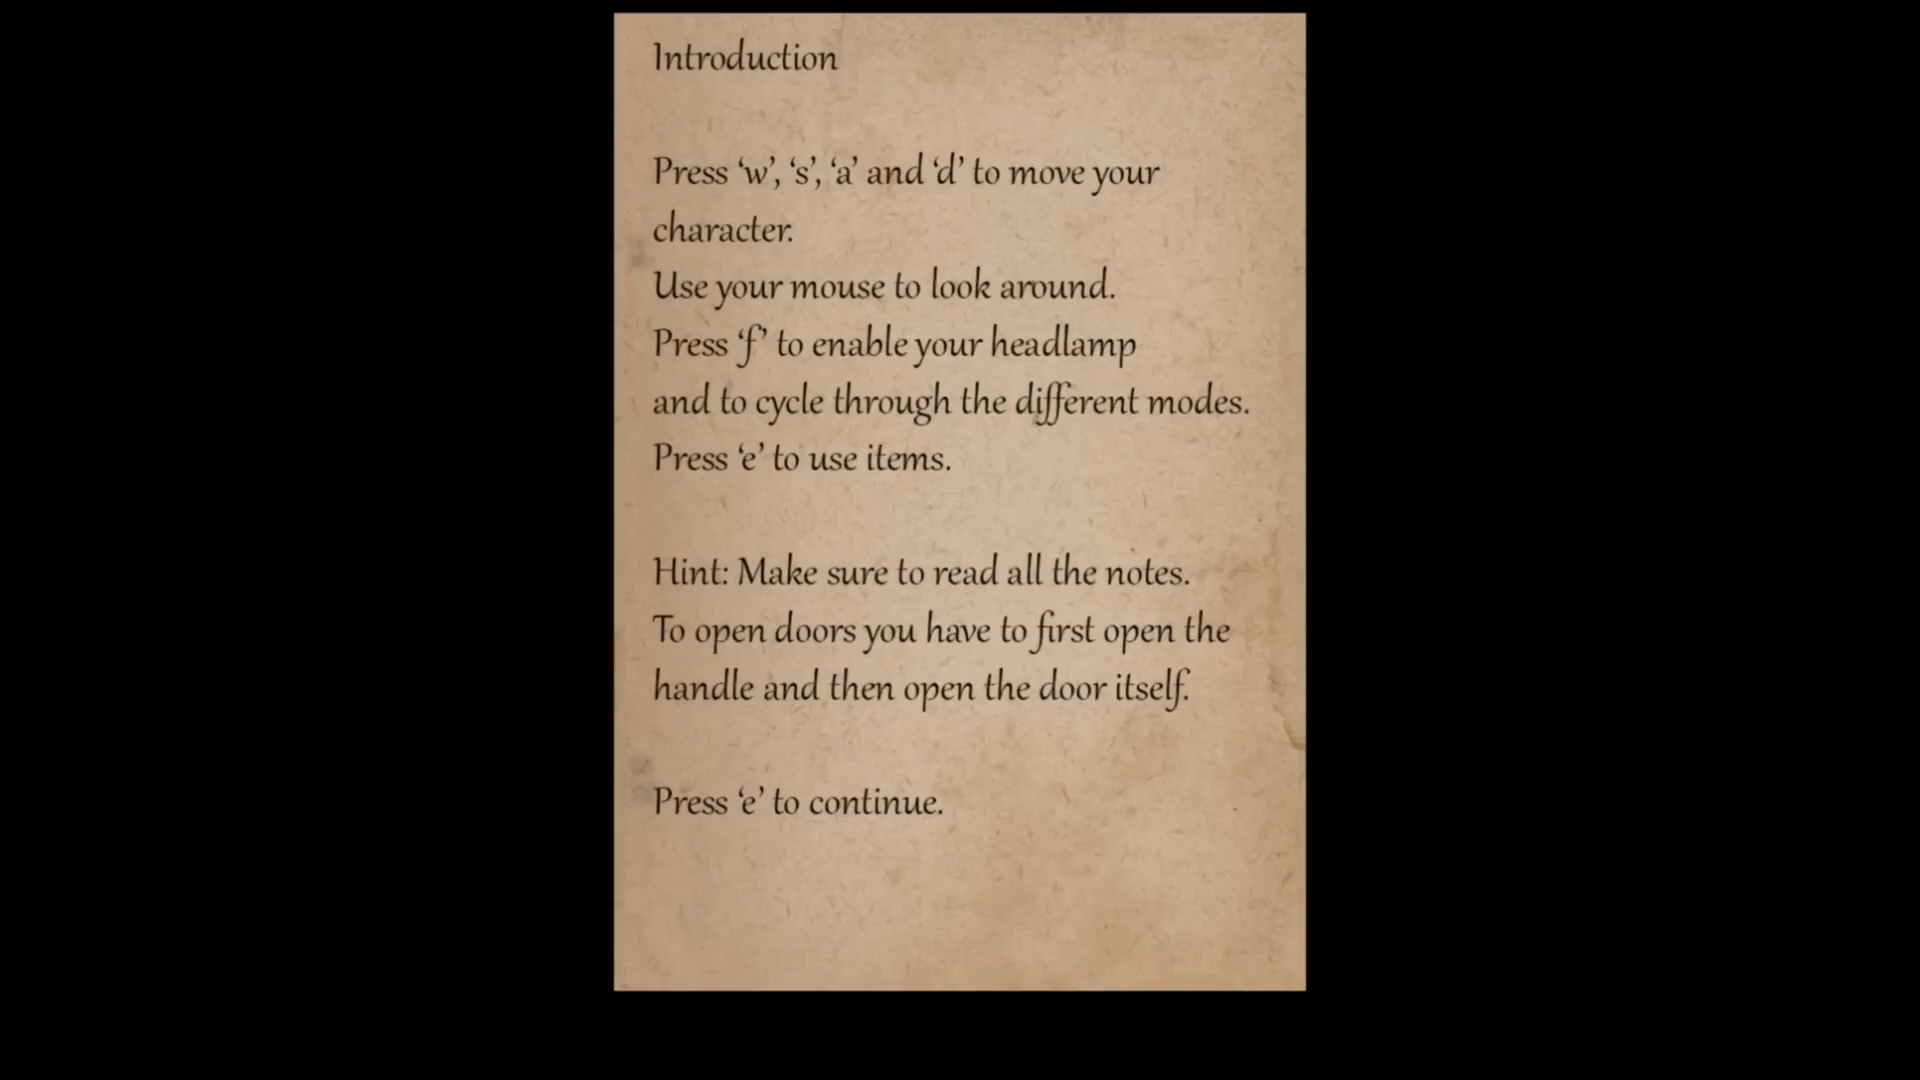 Introduction
Press ‘w’, ‘s’, ‘a’ and ‘d’ to move your
character.
Use your mouse to look around.
Press ‘f’ to enable your headlamp
and to cycle through the different modes.
Press ‘e’ to use items.
Hint: Make sure to read all the notes.
To open doors you have to first open the
handle and then open the door itself.
Press ‘e’ to continue.